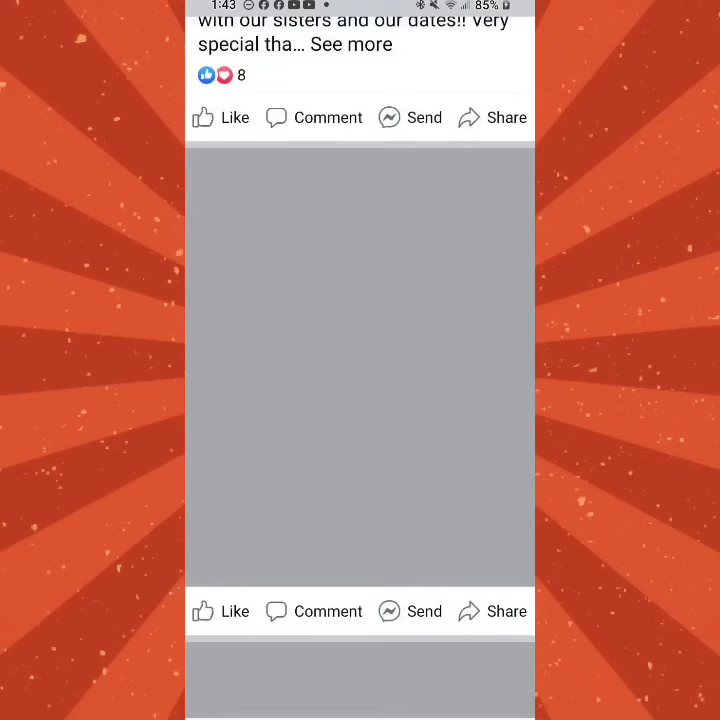 1:43 85%
with our sisters and our dates!! Very
special tha... See more
8
Like Comment Send Share
Like Comment Send Share